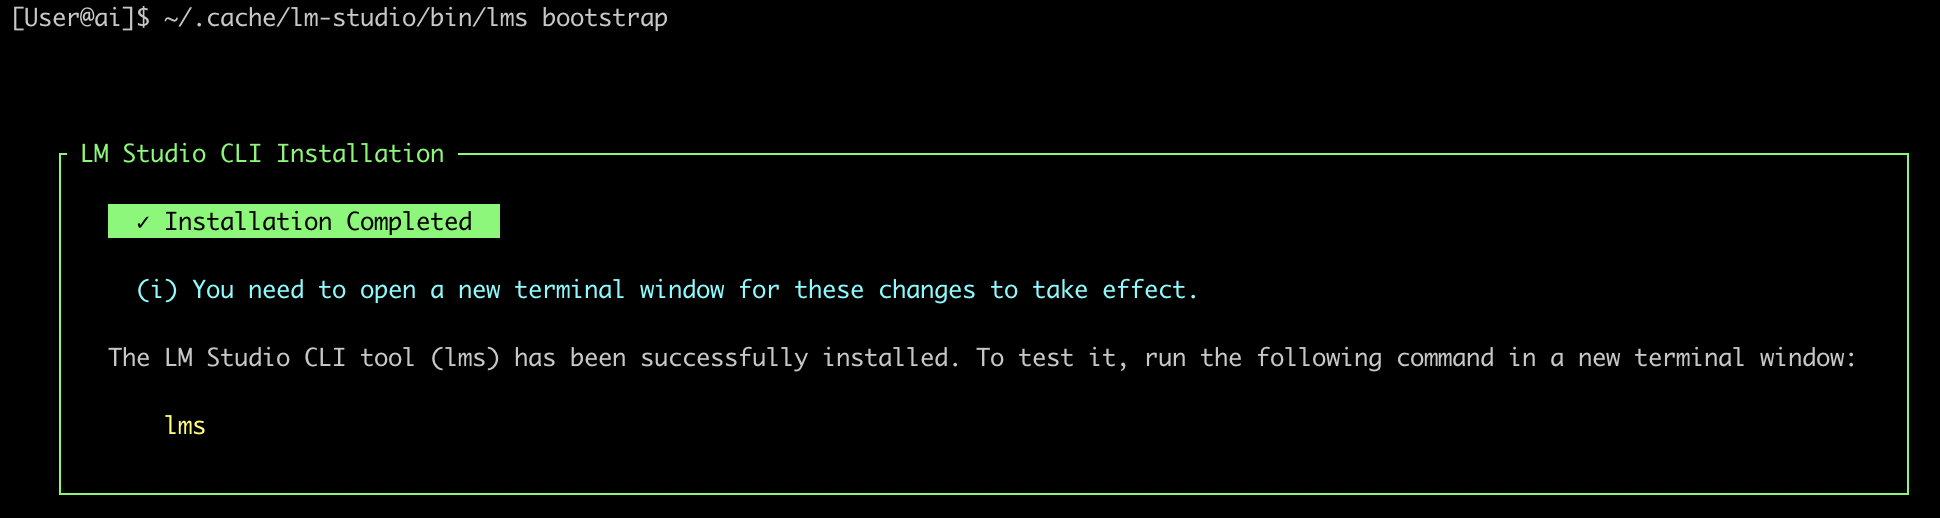 [User@ai]$ ~/.cache/lm-studio/bin/lms bootstrap
LM Studio CLI Installation
✓ Installation Completed
(i) You need to open a new terminal window for these changes to take effect.
The LM Studio CLI tool (lms) has been successfully installed. To test it, run the following command in a new terminal window:
lms